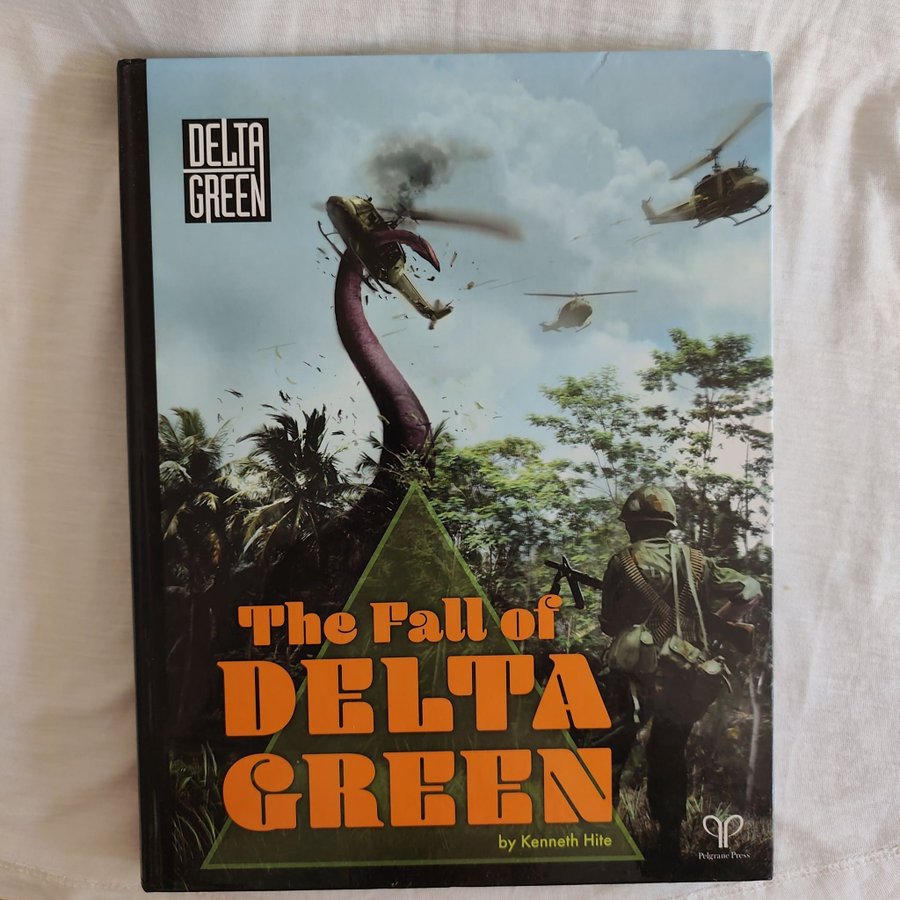 DELTA
GREEN
The Fall of
DELTA
GREEN
by Kenneth Hite
Pelgrane Press